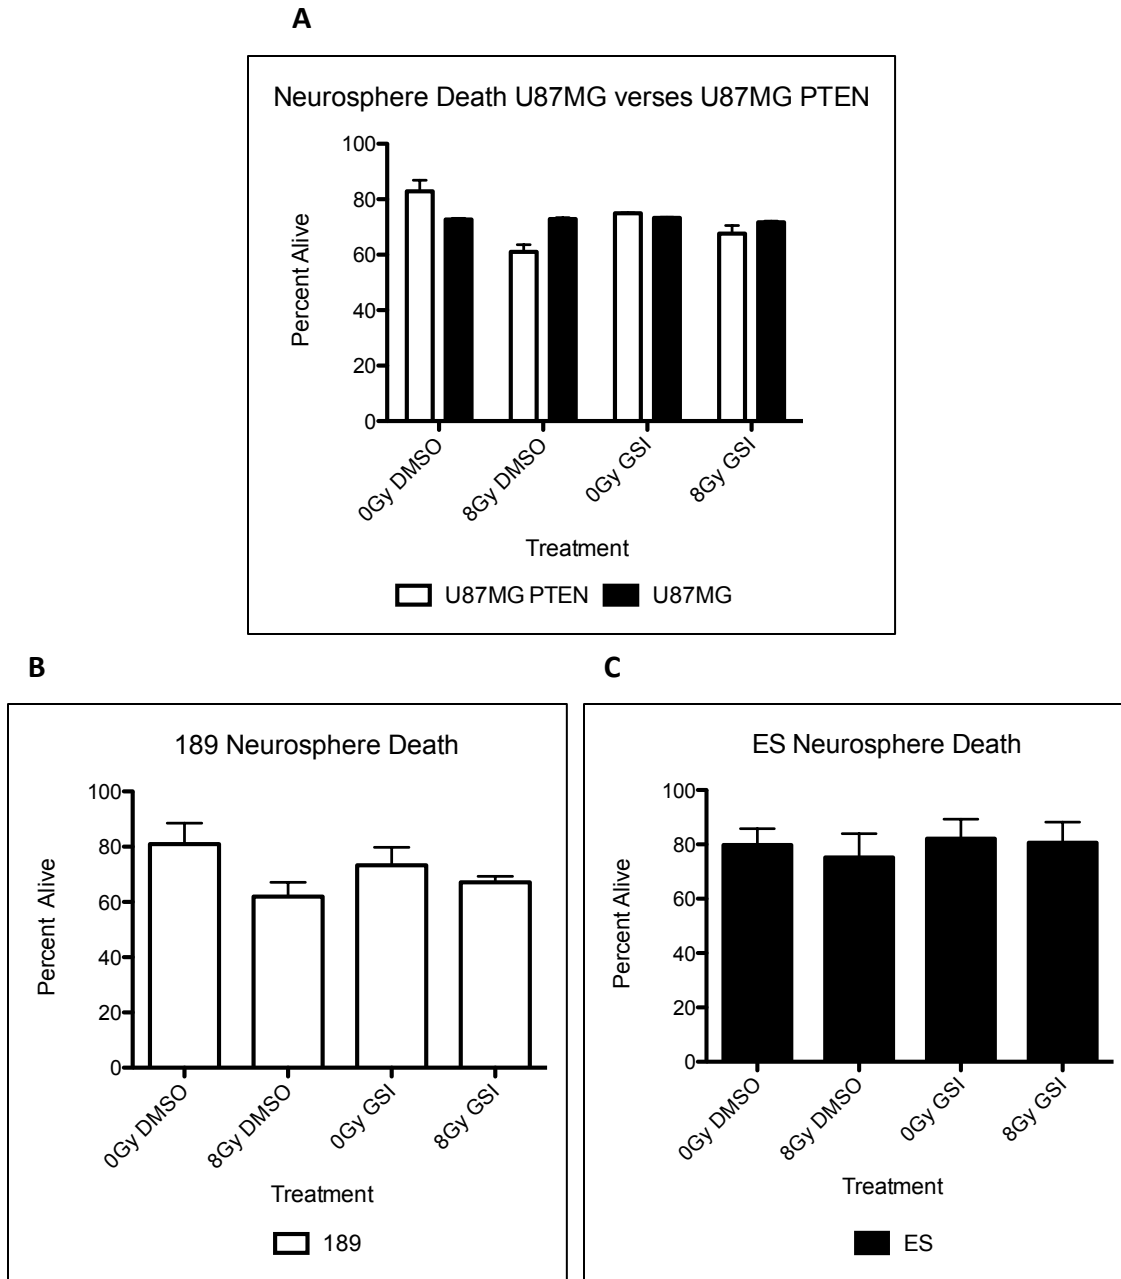 A
Neurosphere Death U87MG verses U87MG PTEN
100
80
60
40
20
0
Percent Alive
0Gy DMSO
8Gy DMSO
0Gy GSI
8Gy GSI
Treatment
U87MG PTEN
U87MG
B
189 Neurosphere Death
100
80
60
40
20
0
Percent Alive
0Gy DMSO
8Gy DMSO
0Gy GSI
8Gy GSI
Treatment
189
C
ES Neurosphere Death
100
80
60
40
20
0
Percent Alive
0Gy DMSO
8Gy DMSO
0Gy GSI
8Gy GSI
Treatment
ES